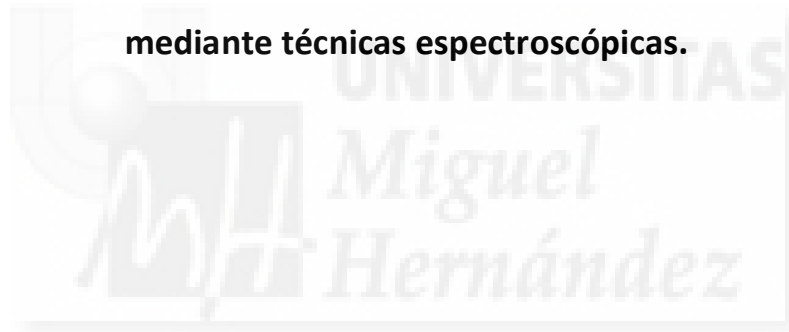 mediante técnicas espectroscópicas.
UNIVERSITAS
Miguel
Hernández